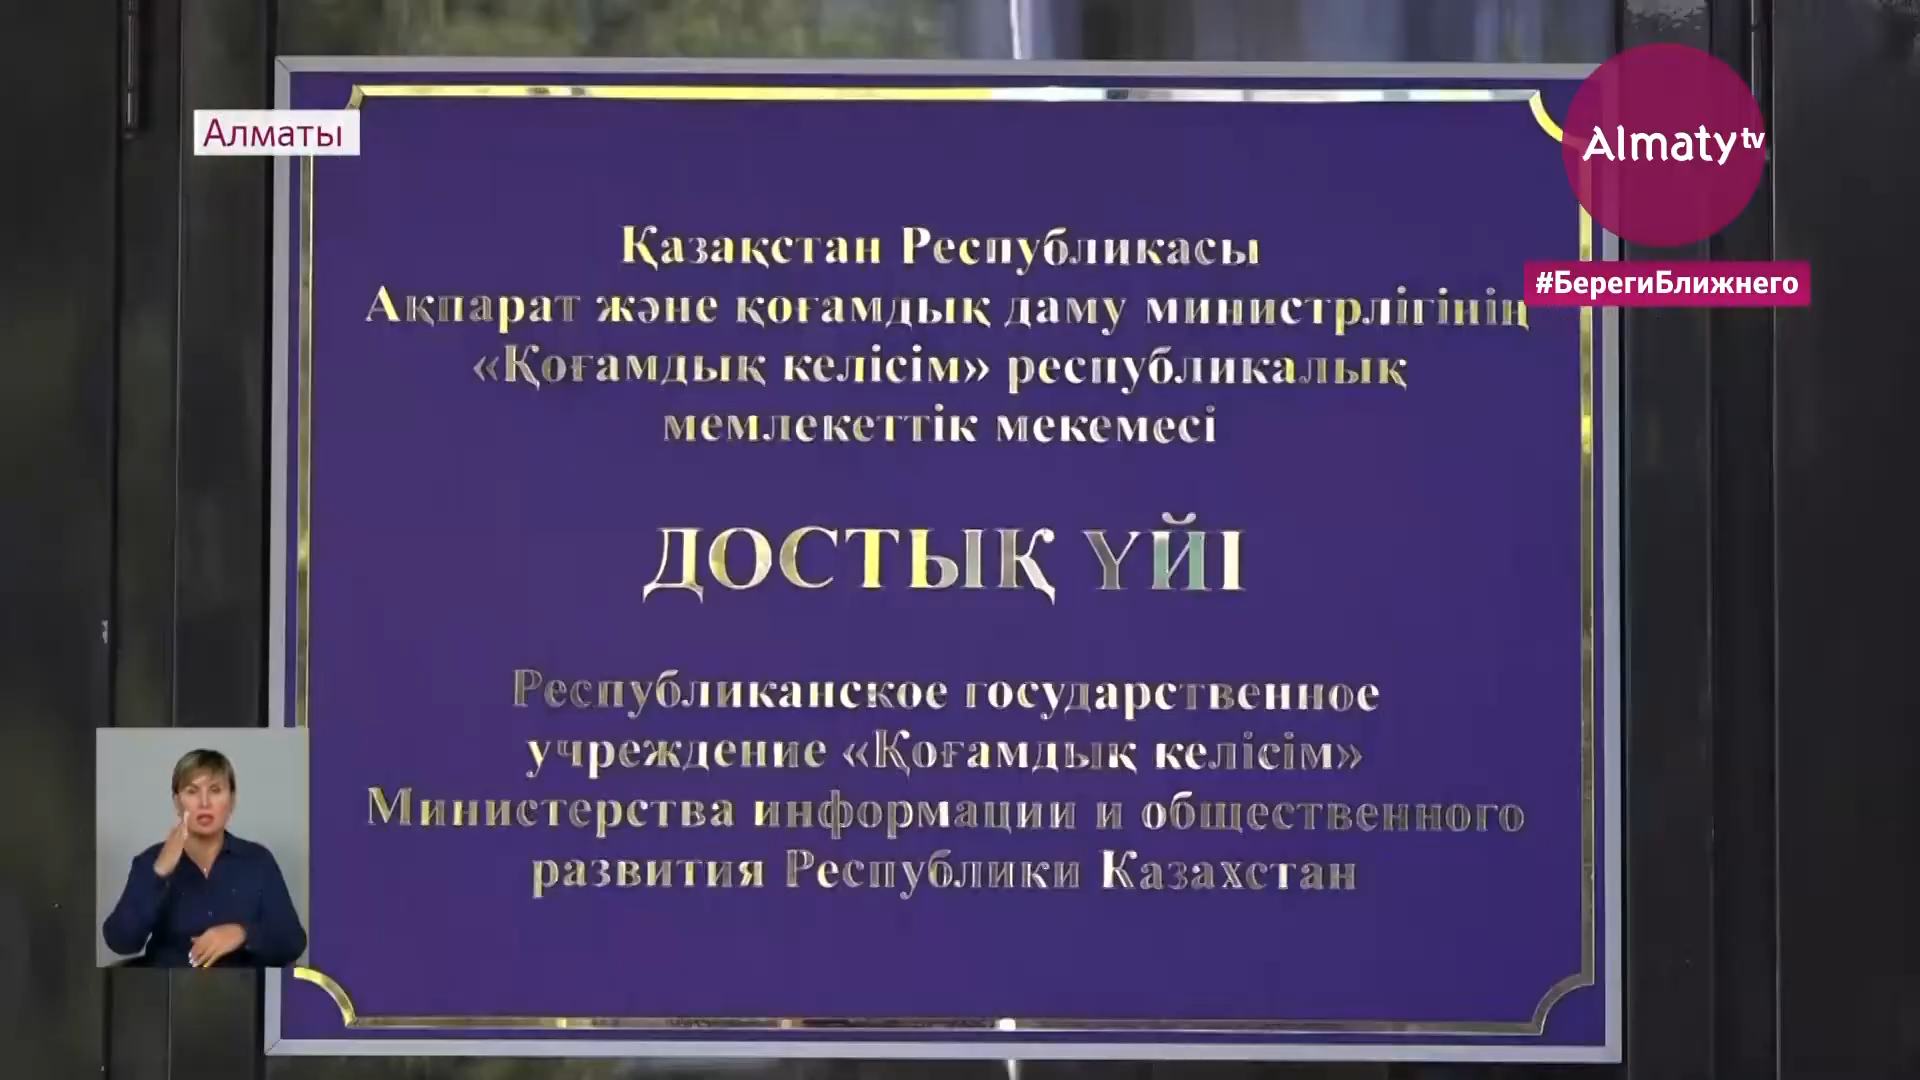 Алматы
Almaty tv
#БерегиБлижнего
Қазақстан Республикасы
Ақпарат және қоғамдық даму министрлігінің
«Қоғамдық келісім» республикалық
мемлекеттік мекемесі
ДОСТЫҚ ҮЙІ
Республиканское государственное
учреждение «Қоғамдық келісім»
Министерства информации и общественного
развития Республики Казахстан